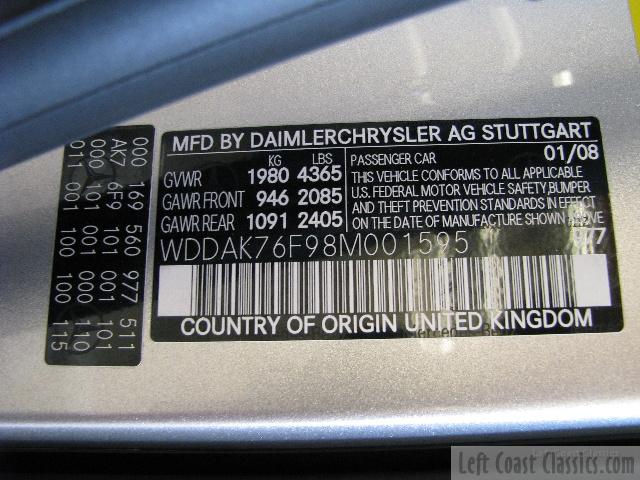 MFD BY DAIMLERCHRYSLER AG STUTTGART
KG LBS
GVWR 1980 4365
GAWR FRONT 946 2085
GAWR REAR 1091 2405
PASSENGER CAR 01/08
THIS VEHICLE CONFORMS TO ALL APPLICABLE
U.S. FEDERAL MOTOR VEHICLE SAFETY, BUMPER
AND THEFT PREVENTION STANDARDS IN EFFECT
ON THE DATE OF MANUFACTURE SHOWN ABOVE
WDDAK76F98M001595 977
COUNTRY OF ORIGIN UNITED KINGDOM
000 169 560 977 511
AK7 6F9 101 001 110
000 101
011 001 100 100 115
Left Coast Classics.com